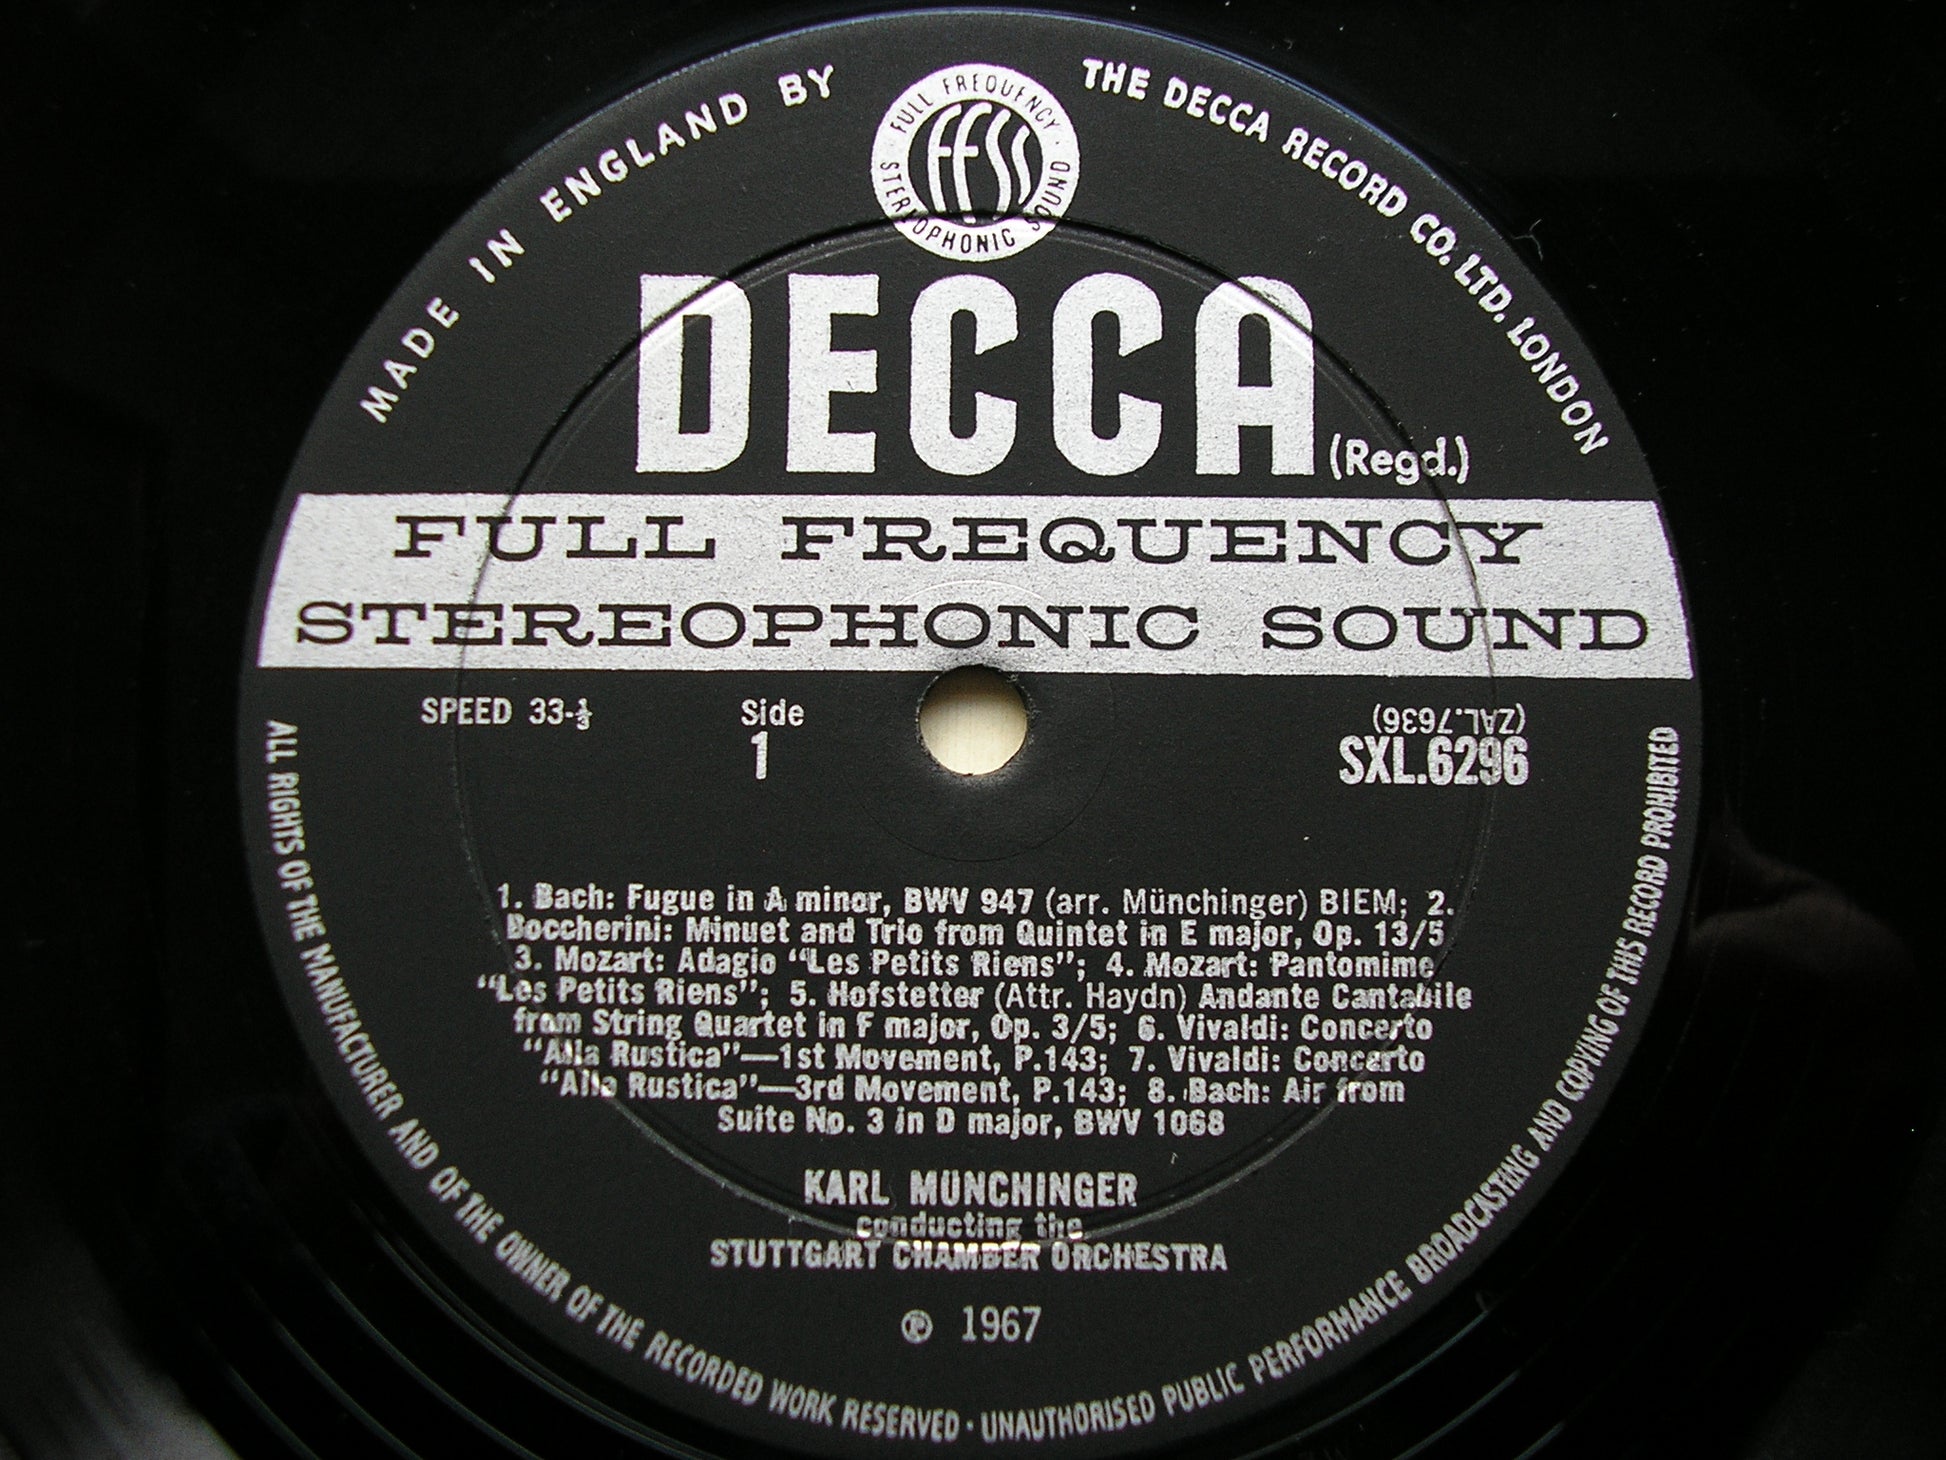 MADE IN ENGLAND BY
THE DECCA RECORD CO. LTD. LONDON
FULL FREQUENCY · STEREOPHONIC SOUND
FFSS
DECCA (Regd.)
FULL FREQUENCY
STEREOPHONIC SOUND
SPEED 33-⅓
Side
1
(ZAL.7636)
SXL.6296
1. Bach: Fugue in A minor, BWV 947 (arr. Münchinger) BIEM; 2.
Boccherini: Minuet and Trio from Quintet in E major, Op. 13/5
3. Mozart: Adagio “Les Petits Riens”; 4. Mozart: Pantomime
“Les Petits Riens”; 5. Hofstetter (Attr. Haydn) Andante Cantabile
from String Quartet in F major, Op. 3/5; 6. Vivaldi: Concerto
“Alla Rustica”—1st Movement, P.143; 7. Vivaldi: Concerto
“Alla Rustica”—3rd Movement, P.143; 8. Bach: Air from
Suite No. 3 in D major, BWV 1068
KARL MÜNCHINGER
conducting the
STUTTGART CHAMBER ORCHESTRA
℗ 1967
ALL RIGHTS OF THE MANUFACTURER AND OF THE OWNER OF THE RECORDED WORK RESERVED · UNAUTHORISED PUBLIC PERFORMANCE BROADCASTING AND COPYING OF THIS RECORD PROHIBITED